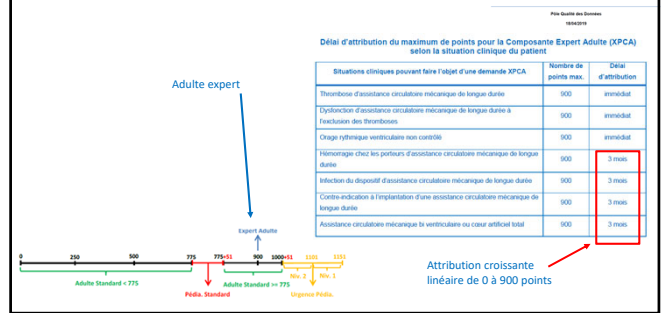 Pôle Qualité des Données
18/04/2019
Délai d'attribution du maximum de points pour la Composante Expert Adulte (XPCA)
selon la situation clinique du patient
Situations cliniques pouvant faire l'objet d'une demande XPCA
Nombre de
points max.
Délai
d'attribution
Thrombose d'assistance circulatoire mécanique de longue durée
900
immédiat
Dysfonction d'assistance circulatoire mécanique de longue durée à
l'exclusion des thromboses
900
immédiat
Orage rythmique ventriculaire non contrôlé
900
immédiat
Hémorragie chez les porteurs d'assistance circulatoire mécanique de longue
durée
900
3 mois
Infection du dispositif d'assistance circulatoire mécanique de longue durée
900
3 mois
Contre-indication à l'implantation d'une assistance circulatoire mécanique de
longue durée
900
3 mois
Assistance circulatoire mécanique bi ventriculaire ou cœur artificiel total
900
3 mois
Adulte expert
Expert Adulte
0 250 500 775 775+51 900 1000+51 1101 1151
Niv. 2 Niv. 1
Adulte Standard < 775
Pédia. Standard
Adulte Standard >= 775
Urgence Pédia.
Attribution croissante
linéaire de 0 à 900 points